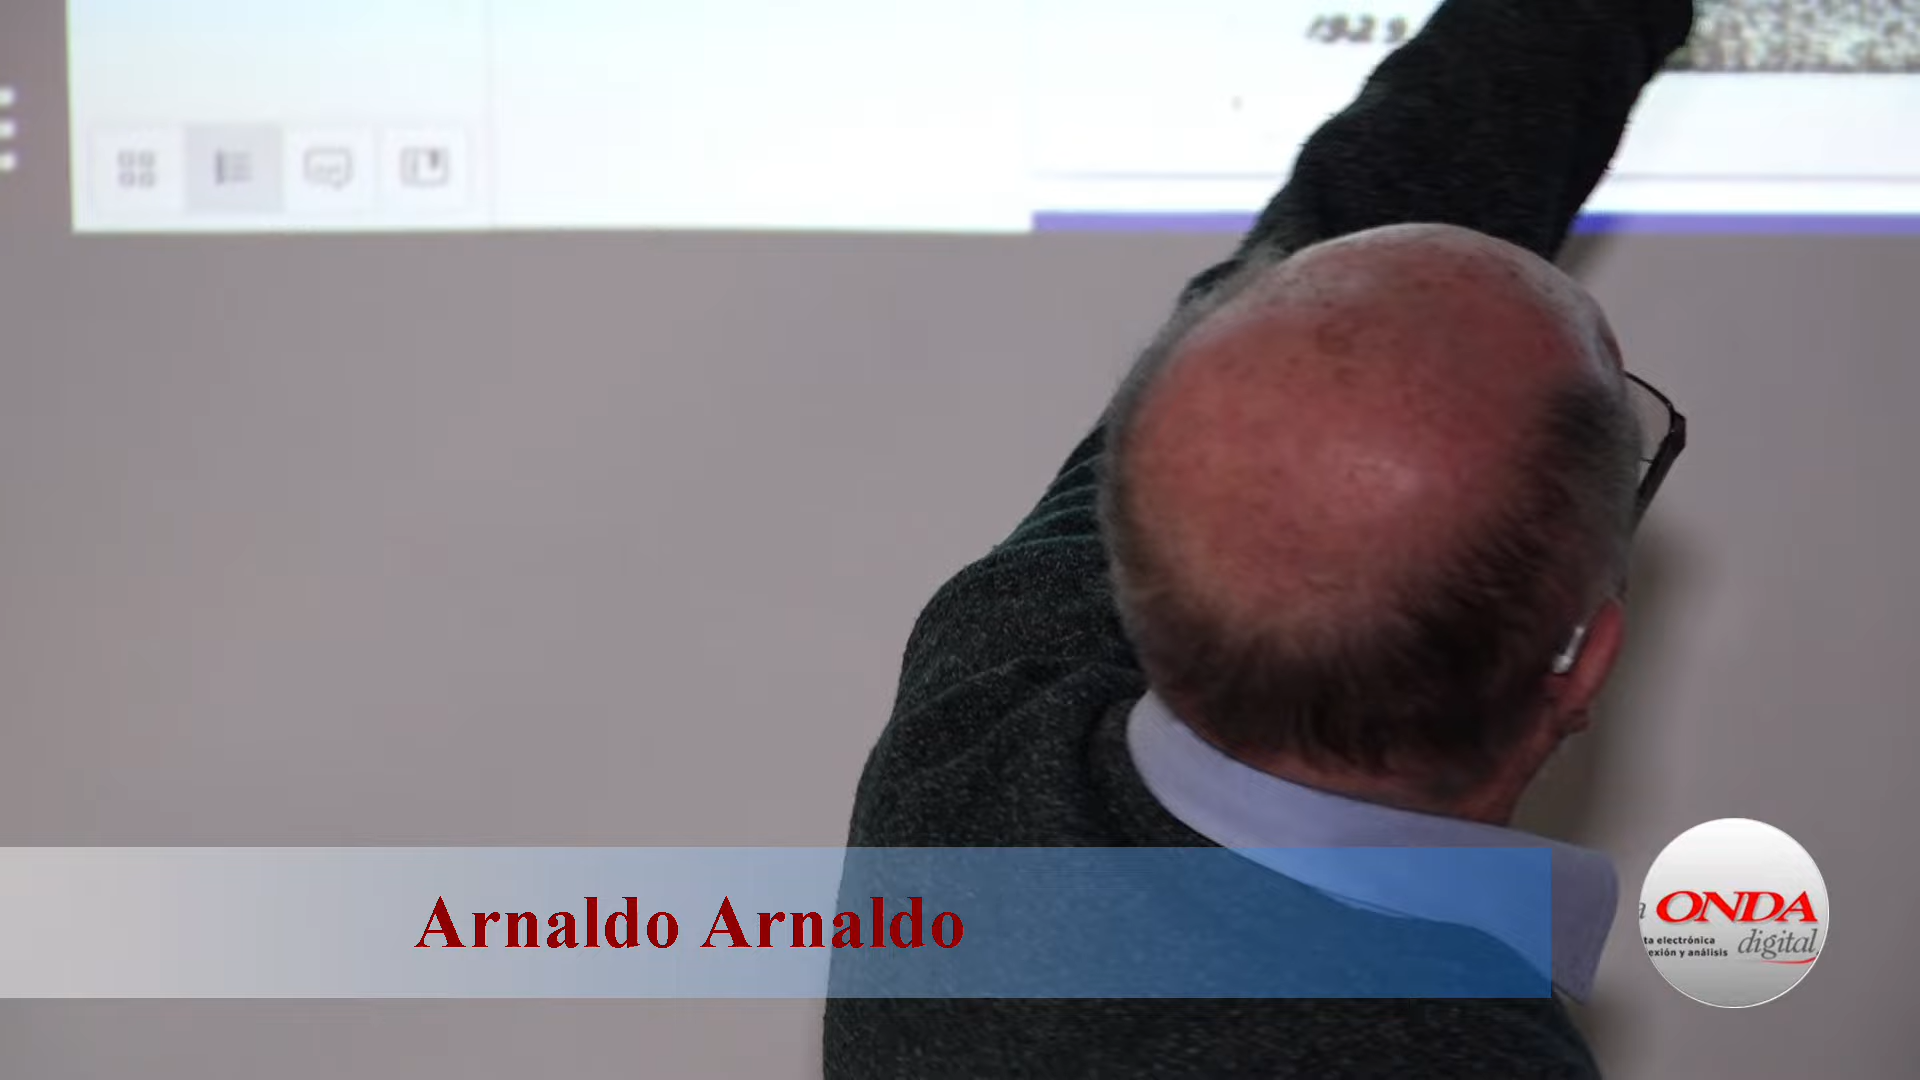 Arnaldo Arnaldo
a ONDA
ta electrónica
exión y análisis
digital